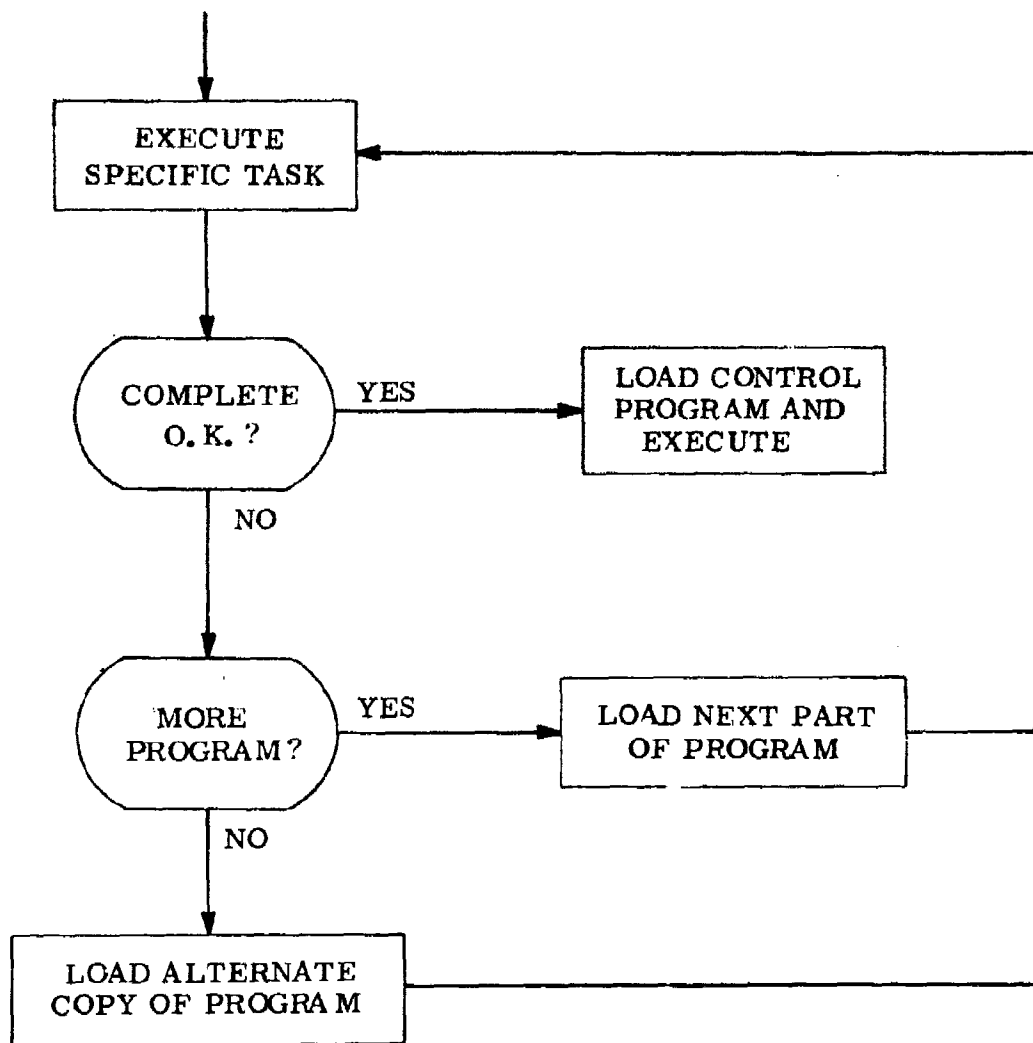 EXECUTE
SPECIFIC TASK
COMPLETE
O.K.?
YES
LOAD CONTROL
PROGRAM AND
EXECUTE
NO
MORE
PROGRAM?
YES
LOAD NEXT PART
OF PROGRAM
NO
LOAD ALTERNATE
COPY OF PROGRAM